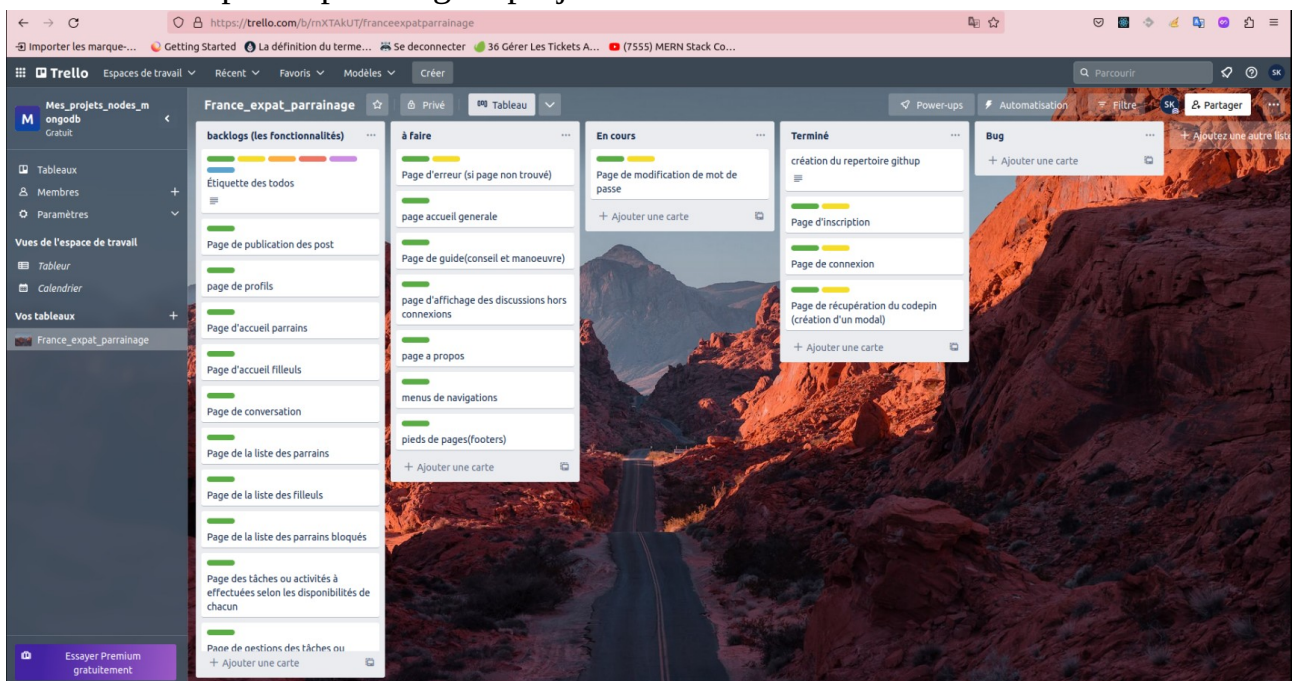 https://trello.com/b/rnXTAkUT/franceexpatparrainage
Importer les marque-... Getting Started La définition du terme... Se deconnecter 36 Gérer Les Tickets A... (7555) MERN Stack Co...
Trello Espaces de travail Récent Favoris Modèles Créer Parcourir SK
Mes_projets_nodes_m
ongodb
Gratuit
M
Tableaux
Membres
Paramètres
Vues de l'espace de travail
Tableur
Calendrier
Vos tableaux
France_expat_parrainage
Essayer Premium
gratuitement
France_expat_parrainage Privé Tableau Power-ups Automatisation Filtre SK Partager
backlogs (les fonctionnalités)
Étiquette des todos
Page de publication des post
page de profils
Page d'accueil parrains
Page d'accueil filleuls
Page de conversation
Page de la liste des parrains
Page de la liste des filleuls
Page de la liste des parrains bloqués
Page des tâches ou activités à
effectuées selon les disponibilités de
chacun
Page de gestions des tâches ou
+ Ajouter une carte
à faire
Page d'erreur (si page non trouvé)
page accueil generale
Page de guide(conseil et manoeuvre)
page d'affichage des discussions hors
connexions
page a propos
menus de navigations
pieds de pages(footers)
+ Ajouter une carte
En cours
Page de modification de mot de
passe
+ Ajouter une carte
Terminé
création du repertoire githup
Page d'inscription
Page de connexion
Page de récupération du codepin
(création d'un modal)
+ Ajouter une carte
Bug
+ Ajouter une carte
+ Ajoutez une autre liste